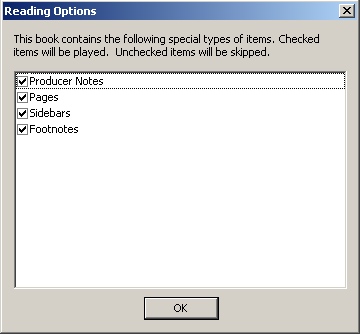 Reading Options
This book contains the following special types of items. Checked
items will be played.  Unchecked items will be skipped.
Producer Notes
Pages
Sidebars
Footnotes
OK